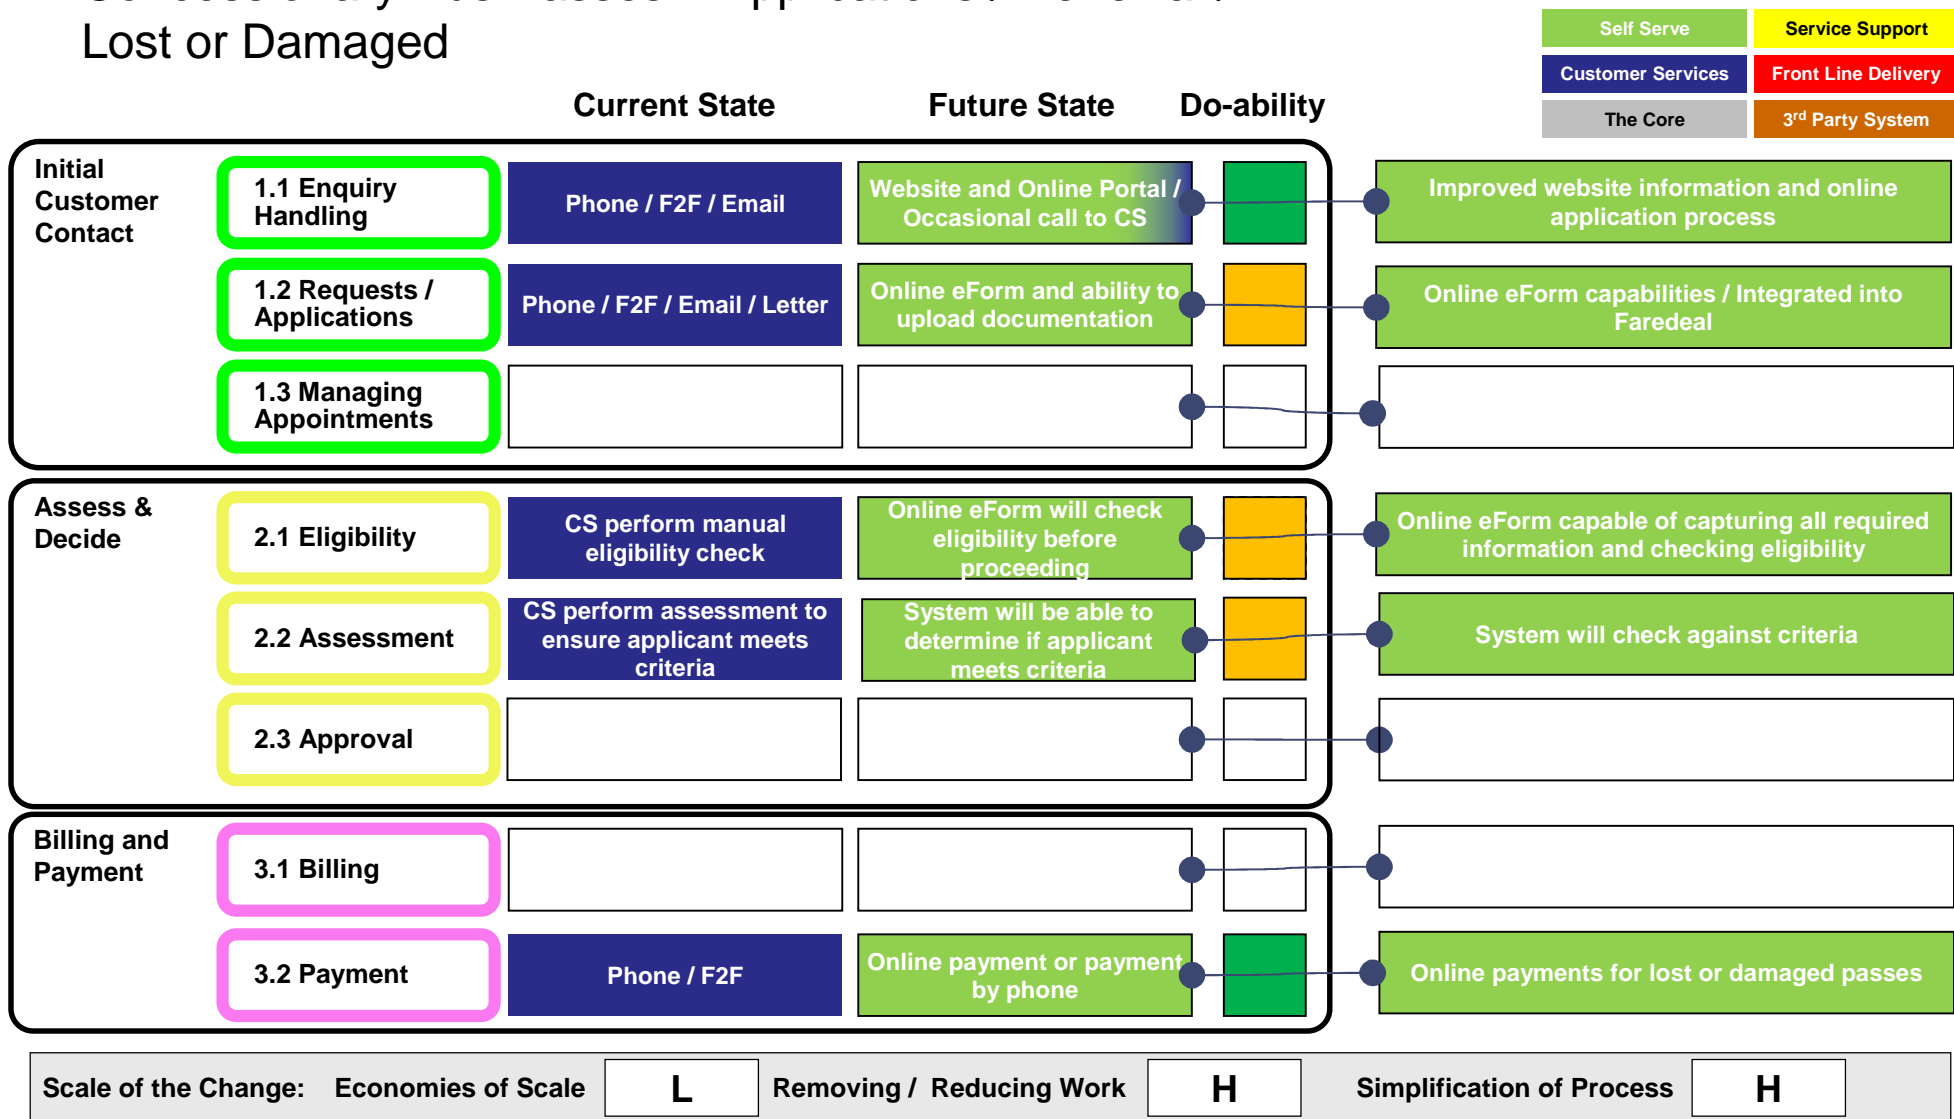 Lost or Damaged
Self Serve
Service Support
Customer Services
Front Line Delivery
The Core
3rd Party System
Current State
Future State
Do-ability
Initial
Customer
Contact
1.1 Enquiry
Handling
Phone / F2F / Email
Website and Online Portal /
Occasional call to CS
Improved website information and online
application process
1.2 Requests /
Applications
Phone / F2F / Email / Letter
Online eForm and ability to
upload documentation
Online eForm capabilities / Integrated into
Faredeal
1.3 Managing
Appointments
Assess &
Decide
2.1 Eligibility
CS perform manual
eligibility check
Online eForm will check
eligibility before
proceeding
Online eForm capable of capturing all required
information and checking eligibility
2.2 Assessment
CS perform assessment to
ensure applicant meets
criteria
System will be able to
determine if applicant
meets criteria
System will check against criteria
2.3 Approval
Billing and
Payment
3.1 Billing
3.2 Payment
Phone / F2F
Online payment or payment
by phone
Online payments for lost or damaged passes
Scale of the Change:
Economies of Scale
L
Removing / Reducing Work
H
Simplification of Process
H